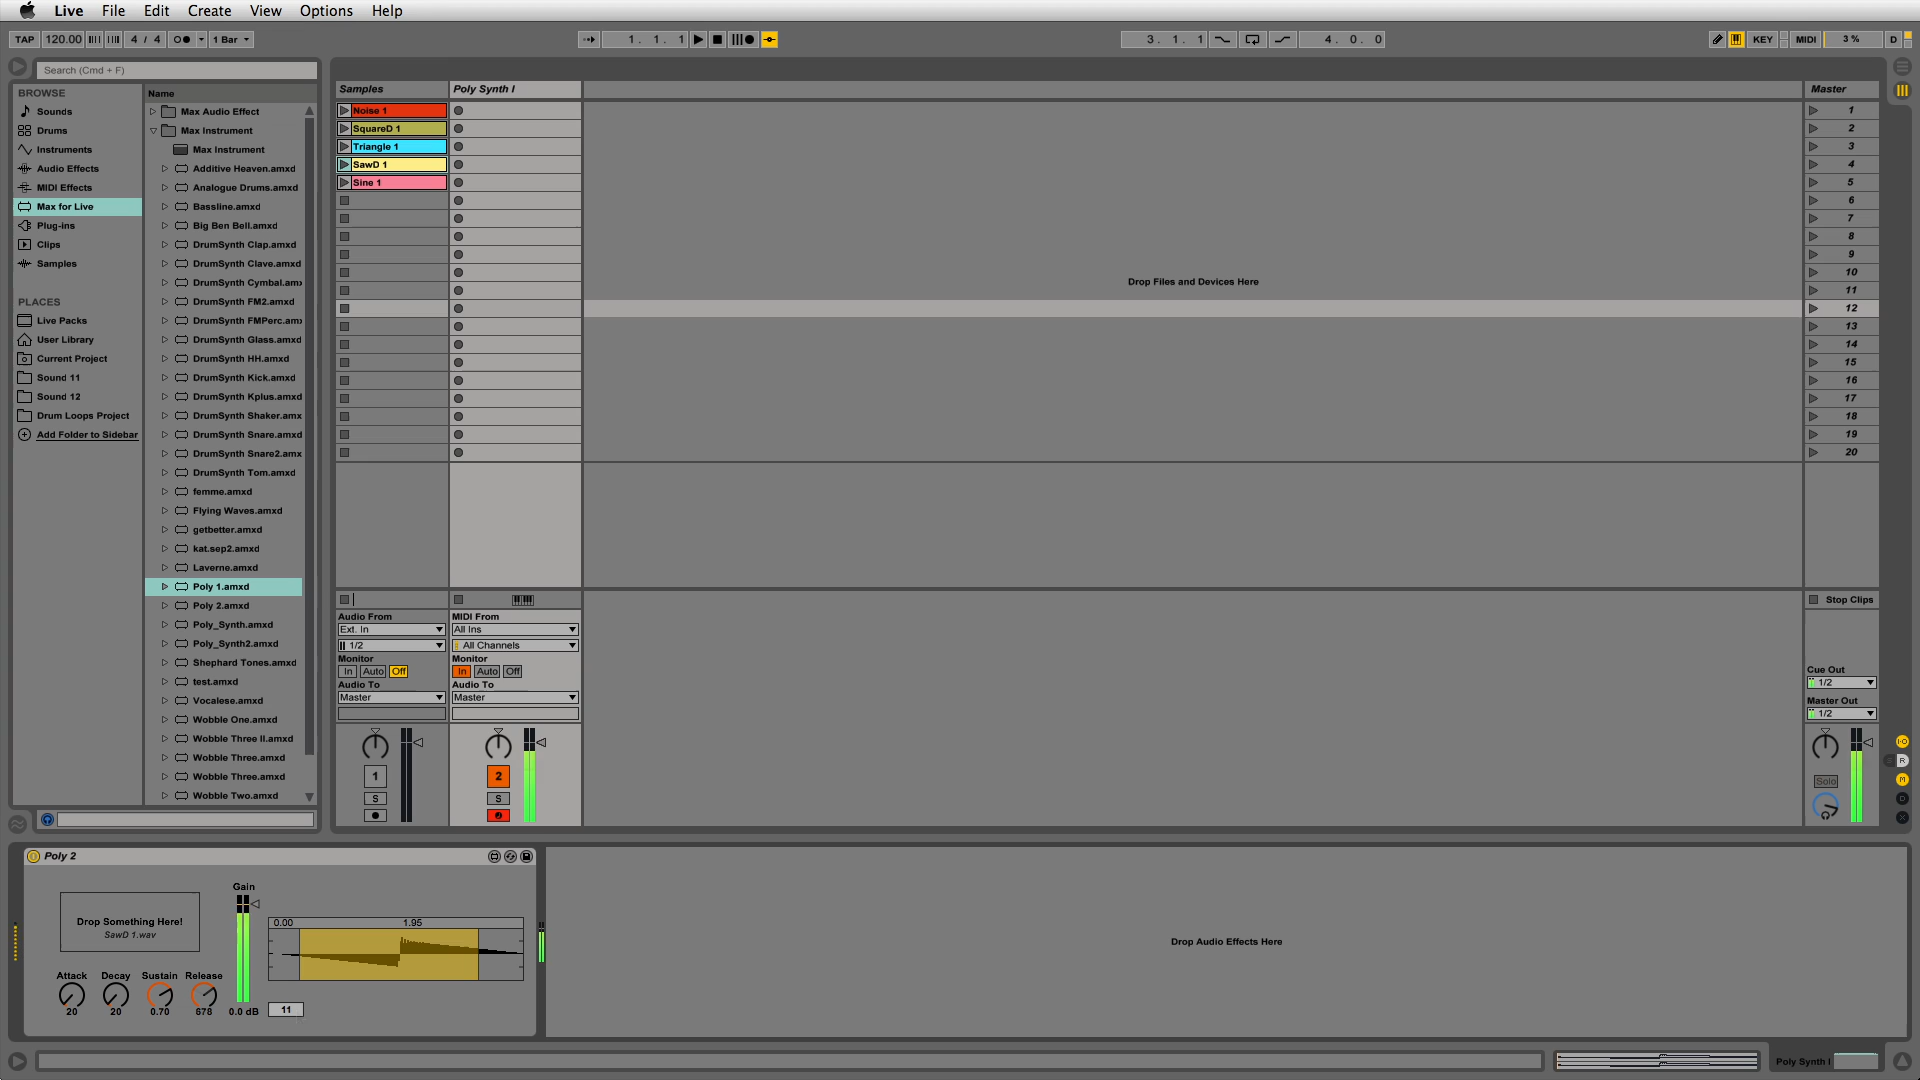 Live File Edit Create View Options Help
TAP 120.00 4 / 4 1 Bar 1. 1. 1 3. 1. 1 4. 0. 0 KEY MIDI 3 % D
Search (Cmd + F)
BROWSE
Sounds
Drums
Instruments
Audio Effects
MIDI Effects
Max for Live
Plug-ins
Clips
Samples
PLACES
Live Packs
User Library
Current Project
Sound 11
Sound 12
Drum Loops Project
Add Folder to Sidebar
Name
Max Audio Effect
Max Instrument
Max Instrument
Additive Heaven.amxd
Analogue Drums.amxd
Bassline.amxd
Big Ben Bell.amxd
DrumSynth Clap.amxd
DrumSynth Clave.amxd
DrumSynth Cymbal.amx
DrumSynth FM2.amxd
DrumSynth FMPerc.amx
DrumSynth Glass.amxd
DrumSynth HH.amxd
DrumSynth Kick.amxd
DrumSynth Kplus.amxd
DrumSynth Shaker.amx
DrumSynth Snare.amxd
DrumSynth Snare2.amx
DrumSynth Tom.amxd
femme.amxd
Flying Waves.amxd
getbetter.amxd
kat.sep2.amxd
Laverne.amxd
Poly 1.amxd
Poly 2.amxd
Poly_Synth.amxd
Poly_Synth2.amxd
Shephard Tones.amxd
test.amxd
Vocalese.amxd
Wobble One.amxd
Wobble Three II.amxd
Wobble Three.amxd
Wobble Three.amxd
Wobble Two.amxd
Samples
Noise 1
SquareD 1
Triangle 1
SawD 1
Sine 1
Audio From
Ext. In
1/2
Monitor
In Auto Off
Audio To
Master
1
S
Poly Synth I
MIDI From
All Ins
All Channels
Monitor
In Auto Off
Audio To
Master
2
S
Drop Files and Devices Here
Master
1
2
3
4
5
6
7
8
9
10
11
12
13
14
15
16
17
18
19
20
Stop Clips
Cue Out
1/2
Master Out
1/2
Solo
I·O
R
M
D
X
Poly 2
Drop Something Here!
SawD 1.wav
Gain
0.0 dB
Attack Decay Sustain Release
20 20 0.70 678
0.00 1.95
11
Drop Audio Effects Here
Poly Synth I